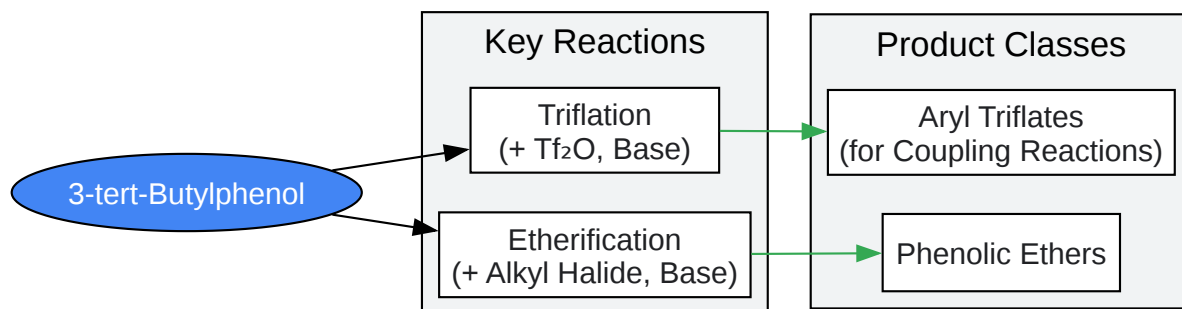 Key Reactions
Product Classes
3-tert-Butylphenol
Triflation
(+ Tf₂O, Base)
Aryl Triflates
(for Coupling Reactions)
Etherification
(+ Alkyl Halide, Base)
Phenolic Ethers